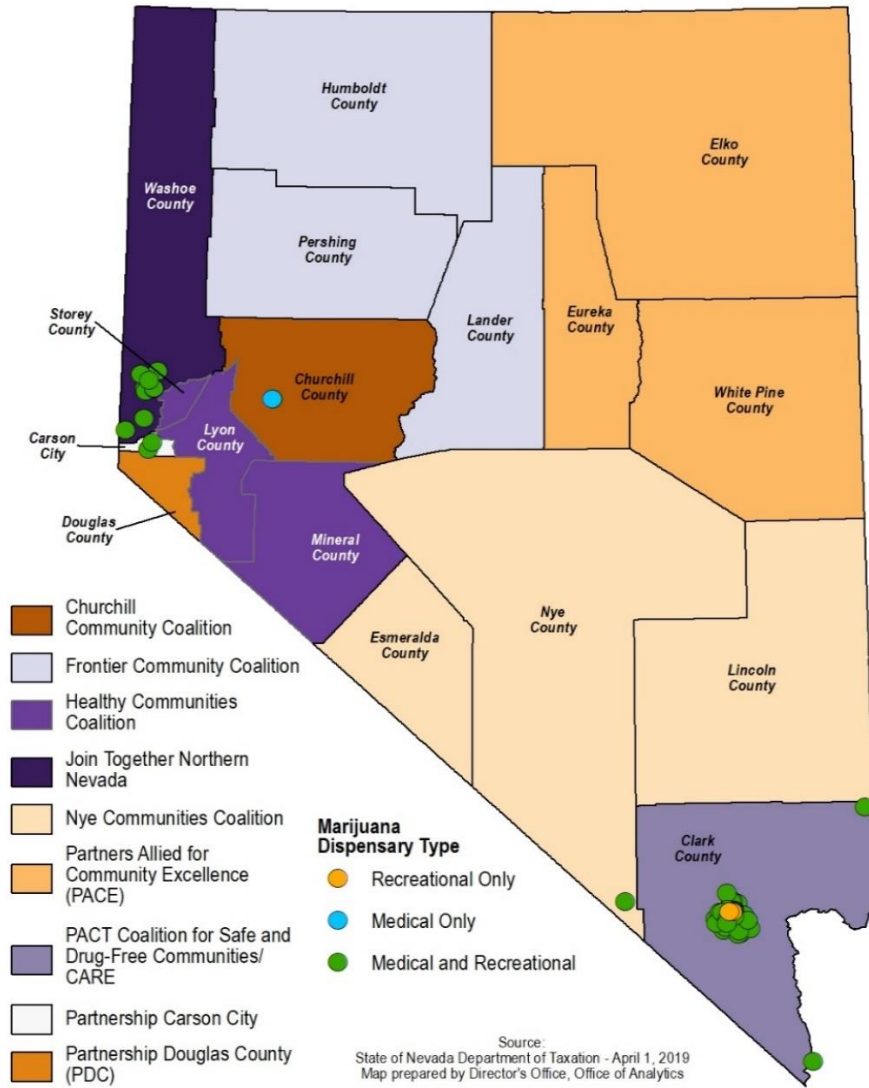 Humboldt
County
Elko
County
Washoe
County
Pershing
County
Storey
County
Lander
County
Eureka
County
Churchill
County
White Pine
County
Carson
City
Lyon
County
Douglas
County
Mineral
County
Nye
County
Esmeralda
County
Lincoln
County
Clark
County
Churchill
Community Coalition
Frontier Community Coalition
Healthy Communities
Coalition
Join Together Northern
Nevada
Nye Communities Coalition
Partners Allied for
Community Excellence
(PACE)
PACT Coalition for Safe and
Drug-Free Communities/
CARE
Partnership Carson City
Partnership Douglas County
(PDC)
Marijuana
Dispensary Type
Recreational Only
Medical Only
Medical and Recreational
Source:
State of Nevada Department of Taxation - April 1, 2019
Map prepared by Director's Office, Office of Analytics